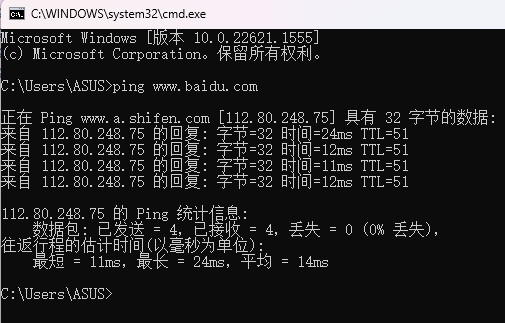 C:\WINDOWS\system32\cmd.exe
Microsoft Windows [版本 10.0.22621.1555]
(c) Microsoft Corporation。保留所有权利。
C:\Users\ASUS>ping www.baidu.com
正在 Ping www.a.shifen.com [112.80.248.75] 具有 32 字节的数据:
来自 112.80.248.75 的回复: 字节=32 时间=24ms TTL=51
来自 112.80.248.75 的回复: 字节=32 时间=12ms TTL=51
来自 112.80.248.75 的回复: 字节=32 时间=11ms TTL=51
来自 112.80.248.75 的回复: 字节=32 时间=12ms TTL=51
112.80.248.75 的 Ping 统计信息:
数据包: 已发送 = 4，已接收 = 4，丢失 = 0 (0% 丢失)，
往返行程的估计时间(以毫秒为单位):
最短 = 11ms，最长 = 24ms，平均 = 14ms
C:\Users\ASUS>